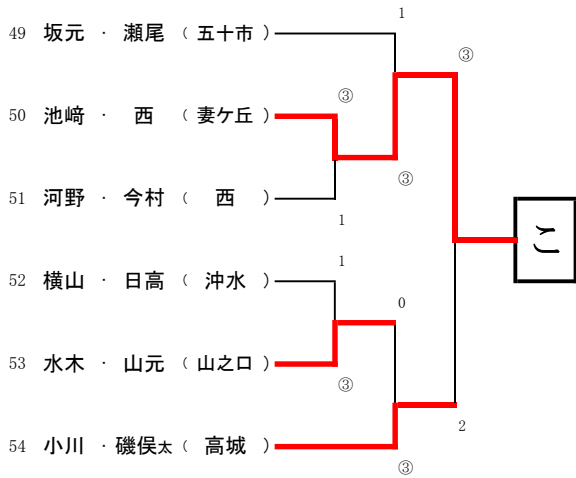 1
49 坂元 ・ 瀬尾 （ 五十市 ）
③
③
50 池﨑 ・ 西 （ 妻ケ丘 ）
③
51 河野 ・ 今村 （ 西 ）
1
こ
1
52 横山 ・ 日高 （ 沖水 ）
0
53 水木 ・ 山元 （ 山之口 ）
③
2
54 小川 ・ 磯俣太 （ 高城 ）
③